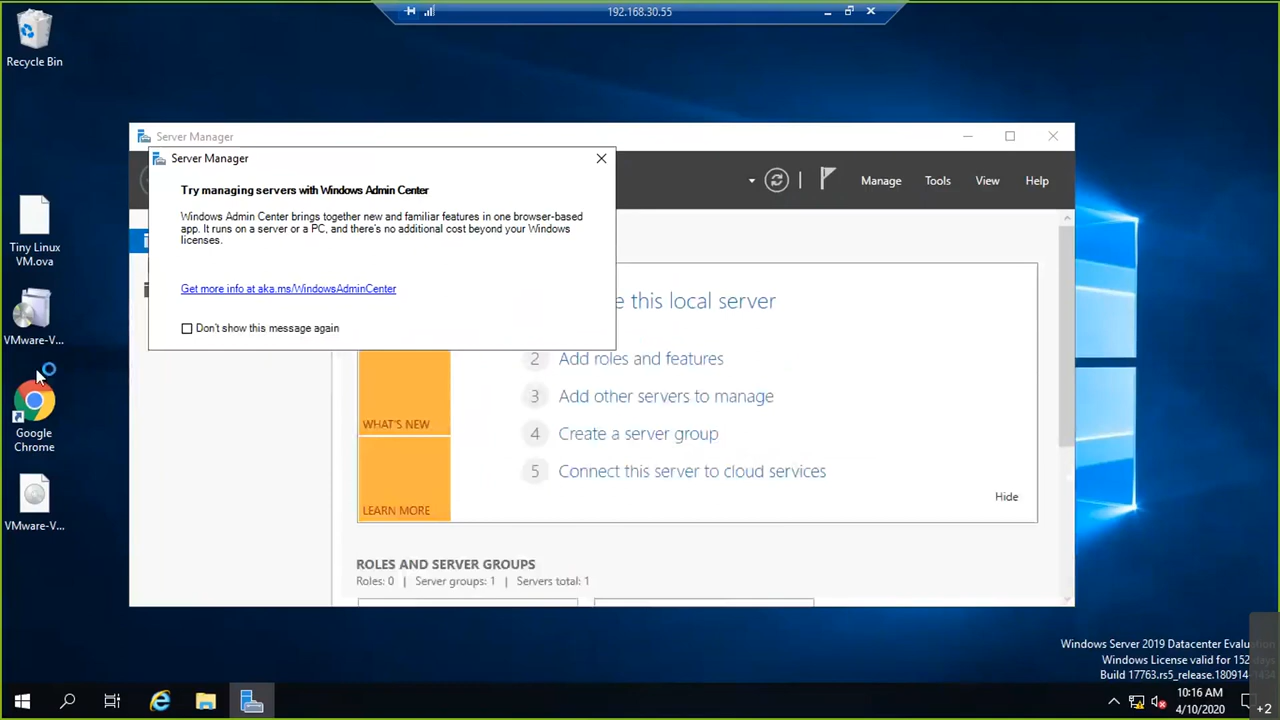 192.168.30.55
Recycle Bin
Server Manager
Server Manager
Try managing servers with Windows Admin Center
Windows Admin Center brings together new and familiar features in one browser-based
app. It runs on a server or a PC, and there's no additional cost beyond your Windows
licenses.
Get more info at aka.ms/WindowsAdminCenter
Don't show this message again
Manage
Tools
View
Help
e this local server
2 Add roles and features
3 Add other servers to manage
4 Create a server group
5 Connect this server to cloud services
WHAT'S NEW
LEARN MORE
Hide
ROLES AND SERVER GROUPS
Roles: 0 | Server groups: 1 | Servers total: 1
Tiny Linux
VM.ova
VMware-V...
Google
Chrome
VMware-V...
Windows Server 2019 Datacenter
Windows License valid for 152
Build 17763.rs5_release.180914-1434
10:16 AM
4/10/2020
+2